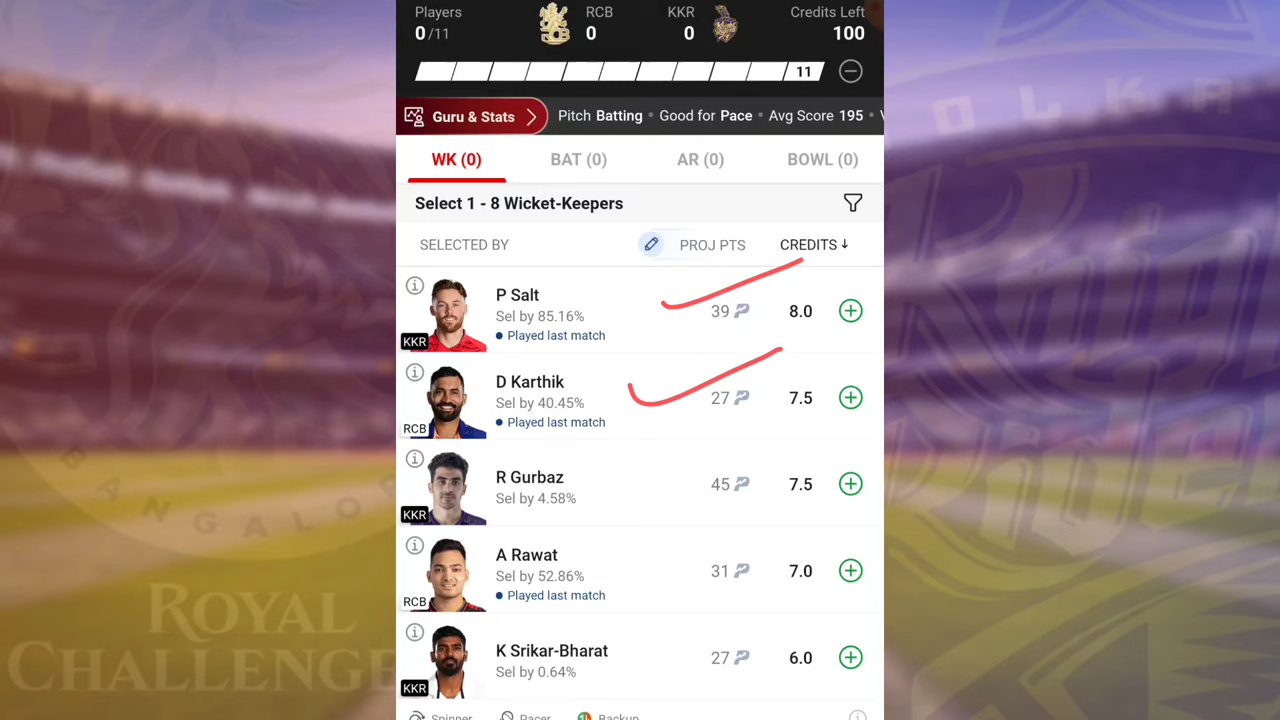 Players
RCB
KKR
Credits Left
0/11
RCB
0
0
100
11
Guru & Stats
Pitch Batting • Good for Pace • Avg Score 195 •
WK (0)
BAT (0)
AR (0)
BOWL (0)
Select 1 - 8 Wicket-Keepers
SELECTED BY
PROJ PTS
CREDITS ↓
P Salt
Sel by 85.16%
39
8.0
Played last match
KKR
D Karthik
Sel by 40.45%
27
7.5
Played last match
RCB
R Gurbaz
Sel by 4.58%
45
7.5
KKR
A Rawat
Sel by 52.86%
31
7.0
Played last match
RCB
K Srikar-Bharat
Sel by 0.64%
27
6.0
KKR
Spinner
Pacer
Backup
BANGALO
ROYAL
CHALLENGE
OLKA